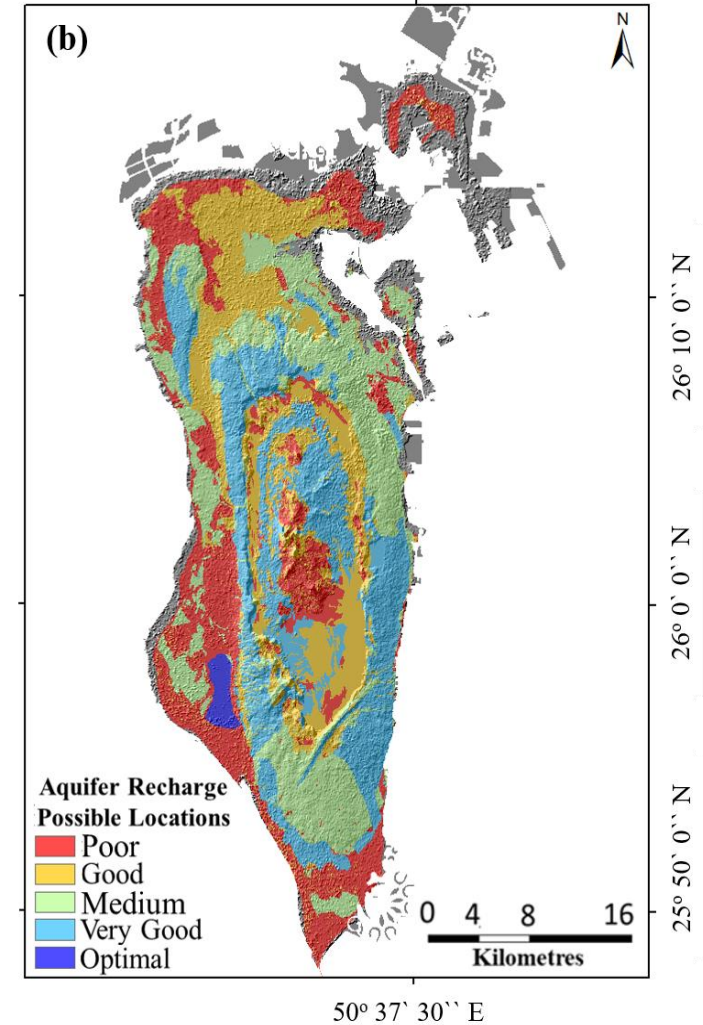 (b)
N
26º 10` 0`` N
26º 0` 0`` N
25º 50` 0`` N
Aquifer Recharge
Possible Locations
Poor
Good
Medium
Very Good
Optimal
0 4 8 16
Kilometres
50º 37` 30`` E